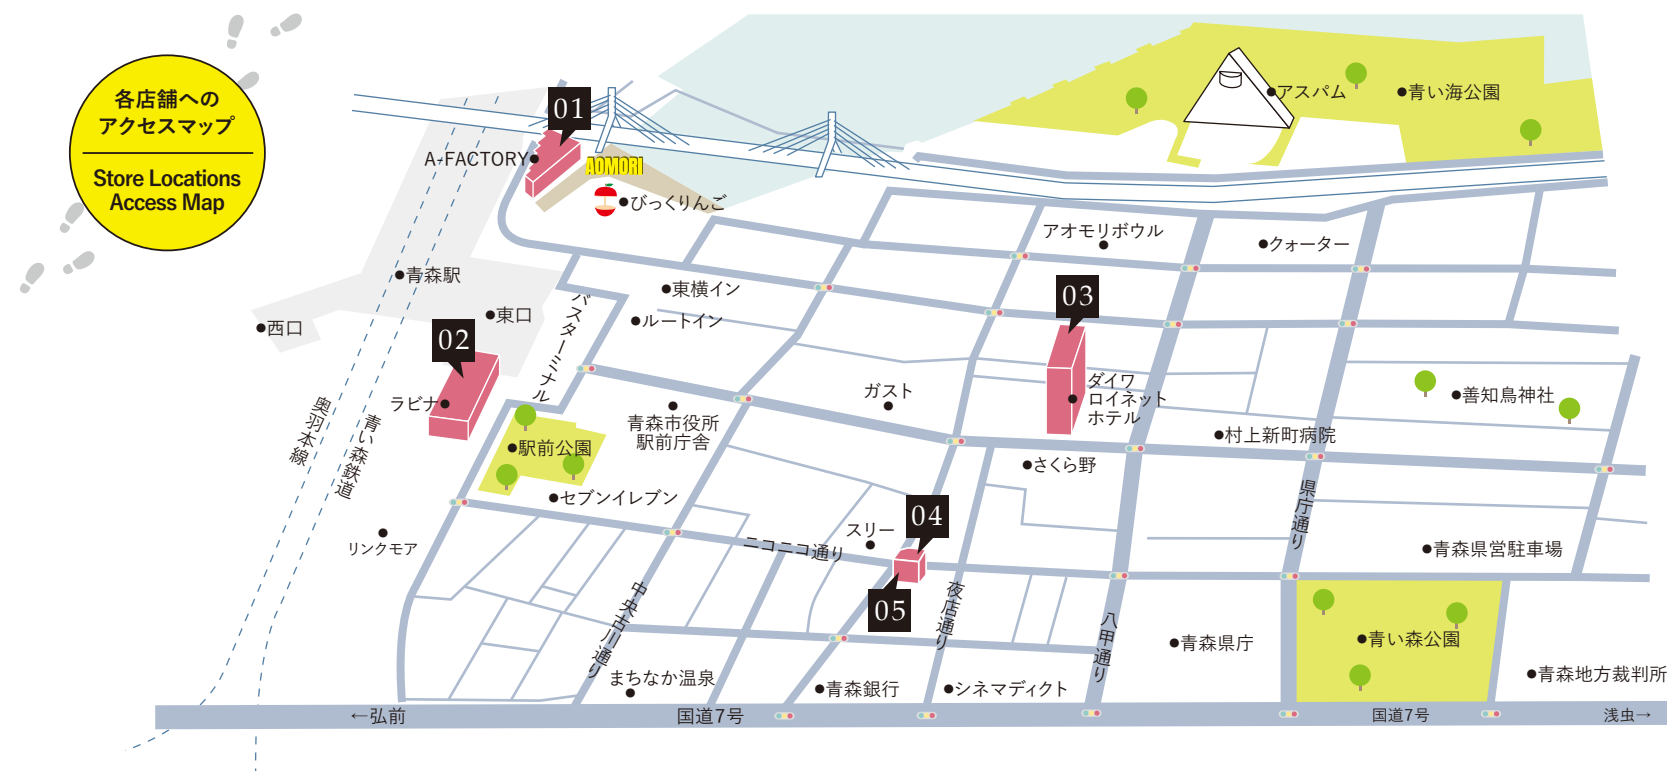 各店舗への
アクセスマップ
Store Locations
Access Map
01
A-FACTORY
AOMORI
びっくりんご
アスパム
青い海公園
アオモリボウル
クォーター
青森駅
東口
西口
02
ラビナ
バスターミナル
東横イン
ルートイン
03
ダイワ
ロイネット
ホテル
ガスト
善知鳥神社
村上新町病院
さくら野
青森市役所
駅前庁舎
駅前公園
セブンイレブン
奥羽本線
青い森鉄道
リンクモア
ニコニコ通り
スリー
04
05
県庁通り
青森県営駐車場
中央古川通り
夜店通り
八甲通り
青森県庁
青い森公園
青森地方裁判所
まちなか温泉
青森銀行
シネマディクト
←弘前
国道7号
国道7号
浅虫→